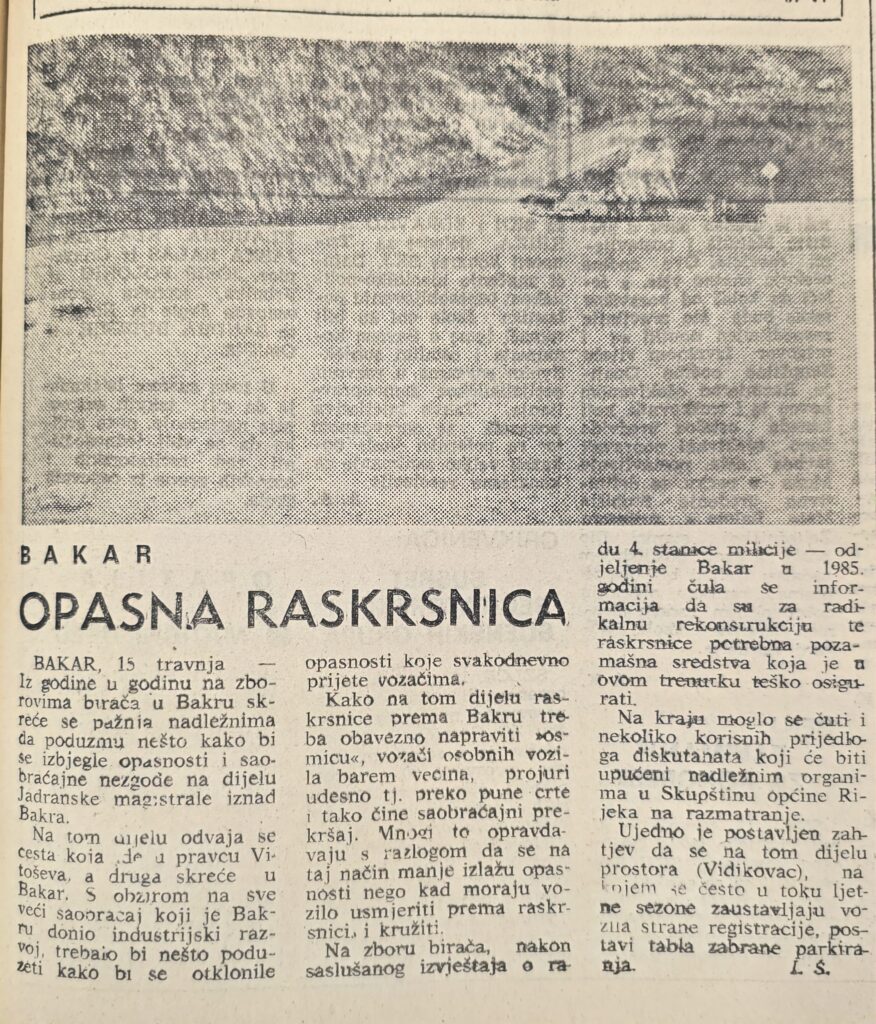 BAKAR
OPASNA RASKRSNICA
BAKAR, 15 travnja —
Iz godine u godinu na zbo-
rovima birača u Bakru skre-
će se pažnja nadležnima
da poduzmu nešto kako bi
se izbjegle opasnosti i sao-
braćajne nezgode na dijelu
Jadranske magistrale iznad
Bakra.
Na tom dijelu odvaja se
cesta koja ide u pravcu Vi-
toševa, a druga skreće u
Bakar. S obzirom na sve
veći saobraćaj koji je Bak-
ru donio industrijski raz-
voj, trebalo bi nešto podu-
zeti kako bi se otklonile
opasnosti koje svakodnevno
prijete vozačima.
Kako na tom dijelu ras-
krsnice prema Bakru tre-
ba obavezno napraviti »os-
micu«, vozači osobnih vozi-
la barem većina, projuri
udesno tj. preko pune crte
i tako čine saobraćajni pre-
kršaj. Mnogi to opravda-
vaju s razlogom da se na
taj način manje izlažu opas-
nosti nego kad moraju vo-
zilo usmjeriti prema raskr-
snici i kružiti.
Na zboru birača, nakon
saslušanog izvještaja o ra-
du 4. stanice milicije — od-
jeljenje Bakar u 1985.
godini čula se infor-
macija da su za radi-
kalnu rekonstrukciju te
raskrsnice potrebna poza-
mašna sredstva koja je u
ovom trenutku teško osigu-
rati.
Na kraju moglo se čuti i
nekoliko korisnih prijedlo-
ga diskutanata koji će biti
upućeni nadležnim organi-
ma u Skupštinu općine Ri-
jeka na razmatranje.
Ujedno je postavljen zah-
tjev da se na tom dijelu
prostora (Vidikovac), na
kojem se često u toku ljet-
ne sezone zaustavljaju vo-
zila strane registracije, pos-
tavi tabla zabrane parkira-
nja.
I. Š.